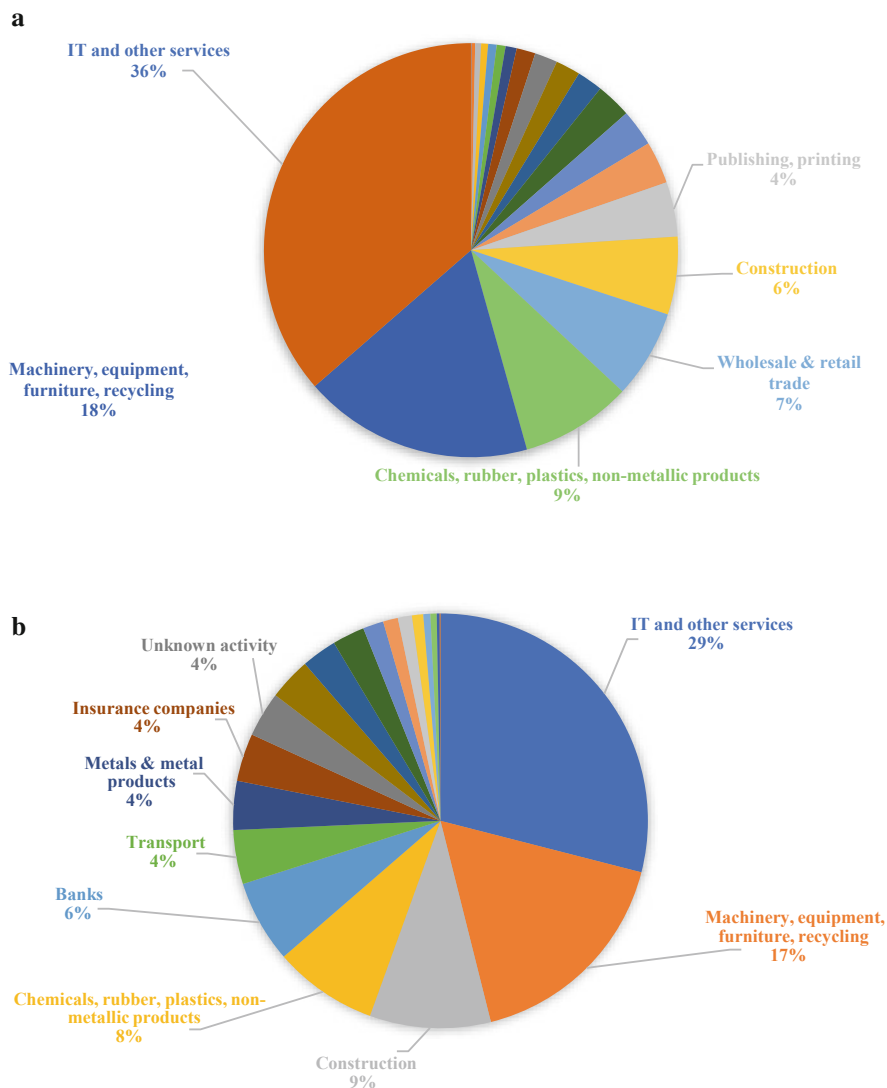 a
IT and other services
36%
Publishing, printing
4%
Construction
6%
Wholesale & retail
trade
7%
Machinery, equipment,
furniture, recycling
18%
Chemicals, rubber, plastics, non-metallic products
9%
b
IT and other services
29%
Unknown activity
4%
Insurance companies
4%
Metals & metal
products
4%
Transport
4%
Banks
6%
Machinery, equipment,
furniture, recycling
17%
Chemicals, rubber, plastics, non-
metallic products
8%
Construction
9%